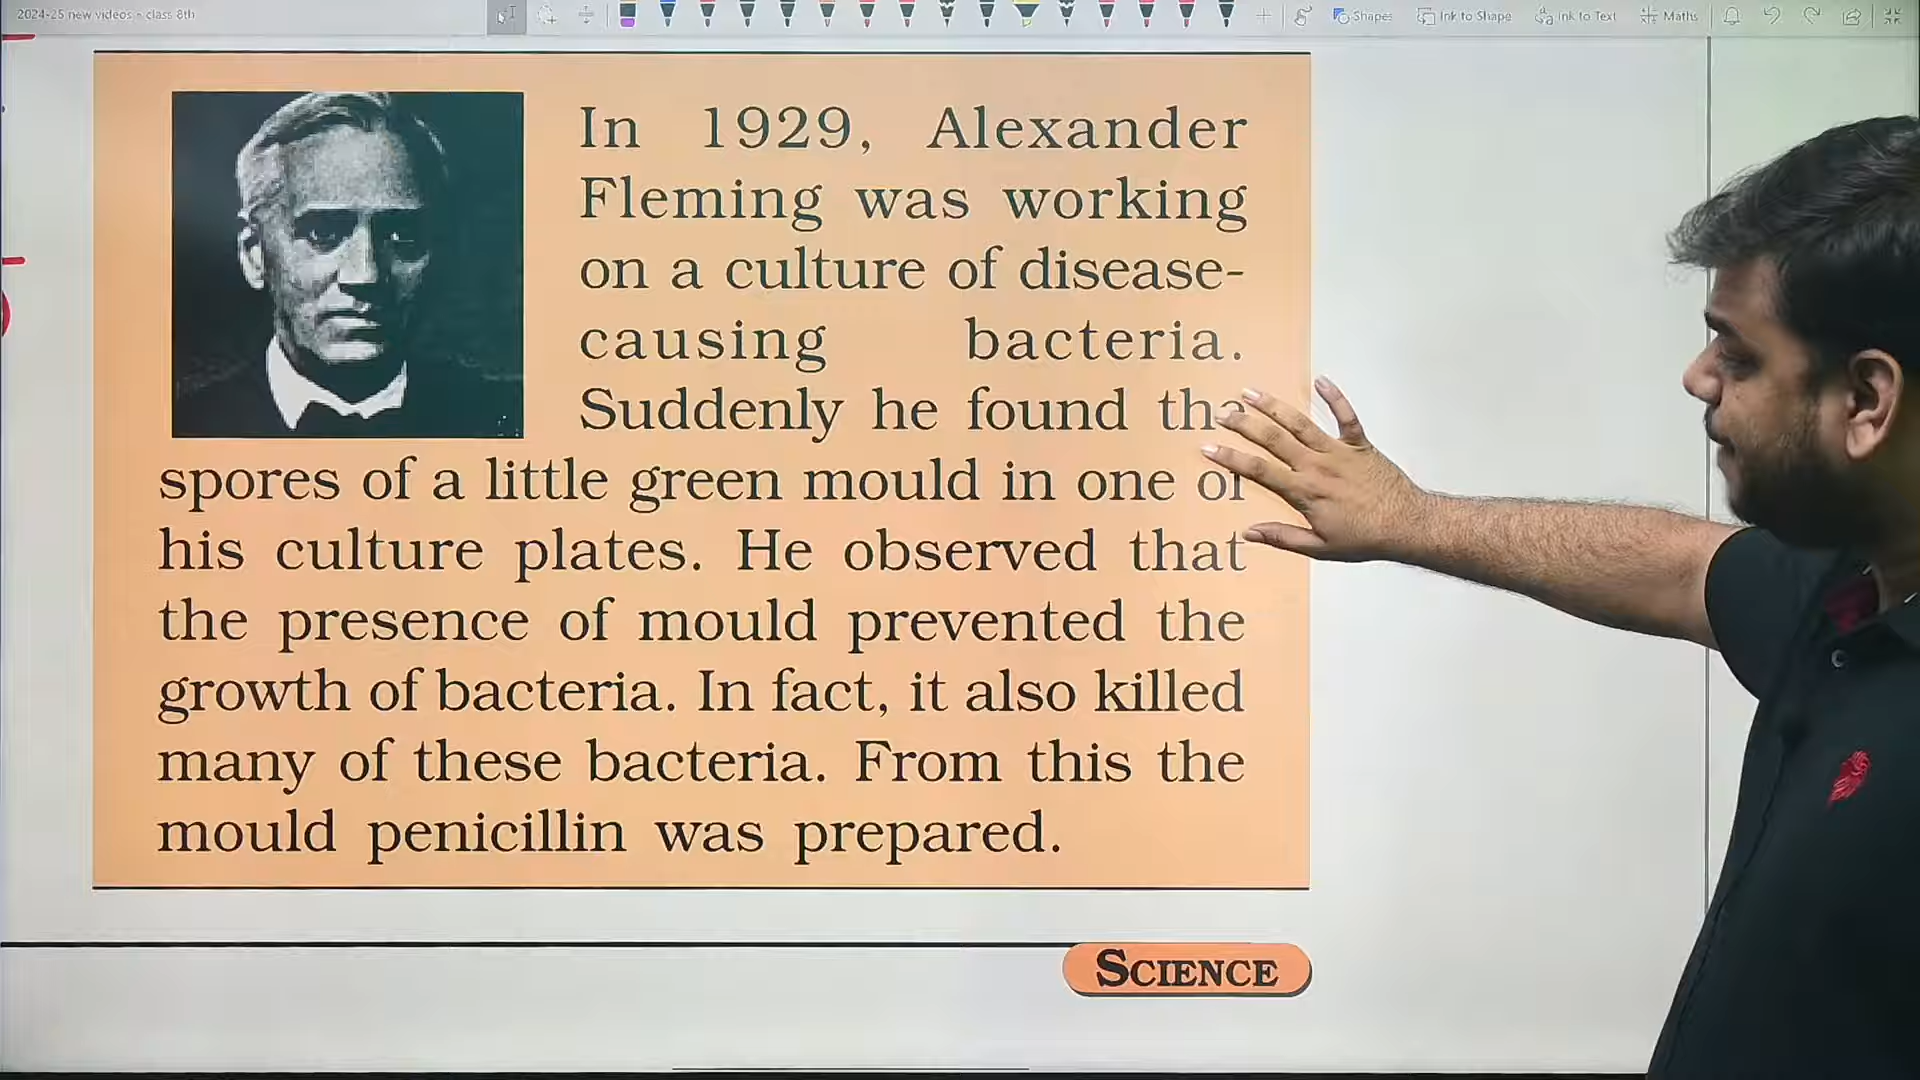 2024-25 new videos - class 8th
Shapes
Ink to Shape
Ink to Text
Maths
In 1929, Alexander
Fleming was working
on a culture of disease-
causing bacteria.
Suddenly he found the
spores of a little green mould in one of
his culture plates. He observed that
the presence of mould prevented the
growth of bacteria. In fact, it also killed
many of these bacteria. From this the
mould penicillin was prepared.
SCIENCE